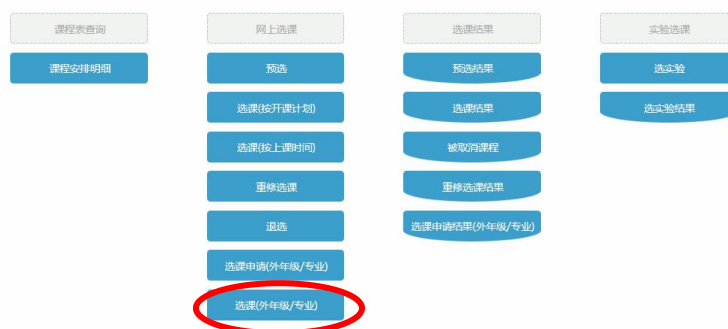 课程表查询
网上选课
选课结果
实验选课
课程安排明细
预选
预选结果
选实验
选课(按开课计划)
选课结果
选实验结果
选课(按上课时间)
被取消课程
重修选课
重修选课结果
退选
选课申请结果(外年级/专业)
选课申请(外年级/专业)
选课(外年级/专业)